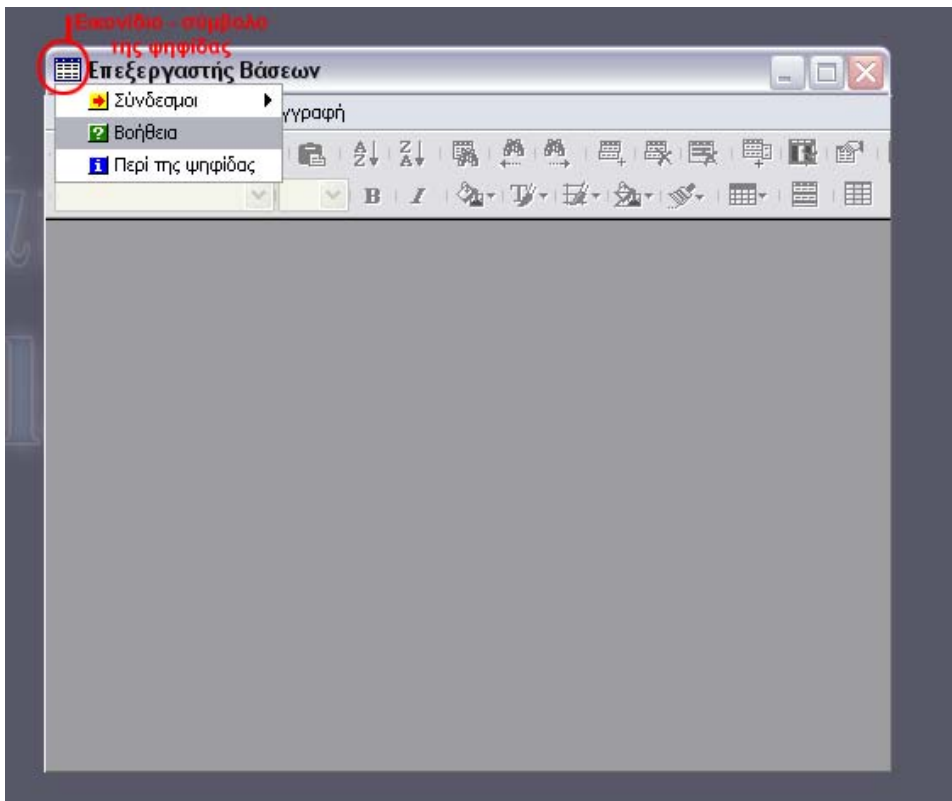 Εικονίδιο - σύμβολο
της ψηφίδας
Επεξεργαστής Βάσεων
Σύνδεσμοι
γγραφή
Βοήθεια
Περί της ψηφίδας